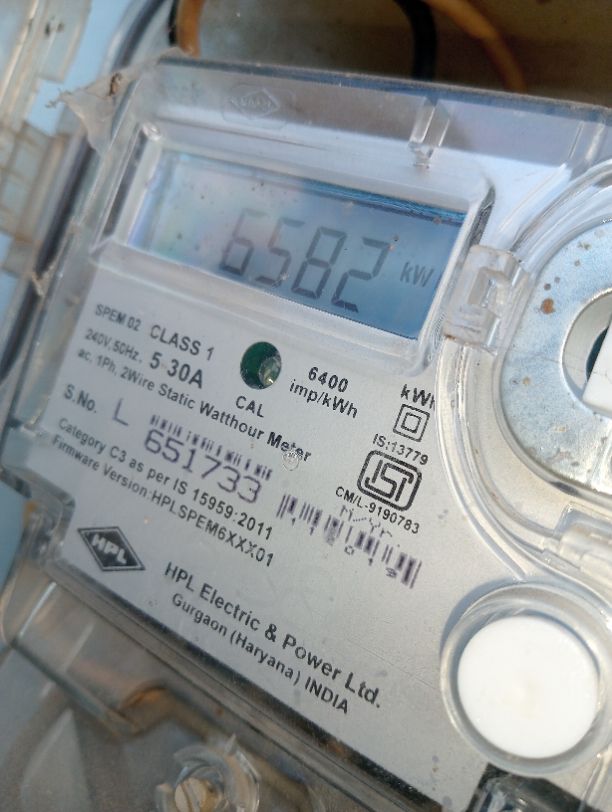 6582 kW
SPEM 02 CLASS 1
240V,50Hz, 5-30A
ac, 1Ph, 2Wire Static Watthour Meter
CAL
6400
imp/kWh
kWh
IS:13779
ISI
CM/L-9190783
S.No. L 651733
Category C3 as per IS 15959:2011
Firmware Version:HPLSPEM6XXX01
HPL
HPL Electric & Power Ltd.
Gurgaon (Haryana) INDIA